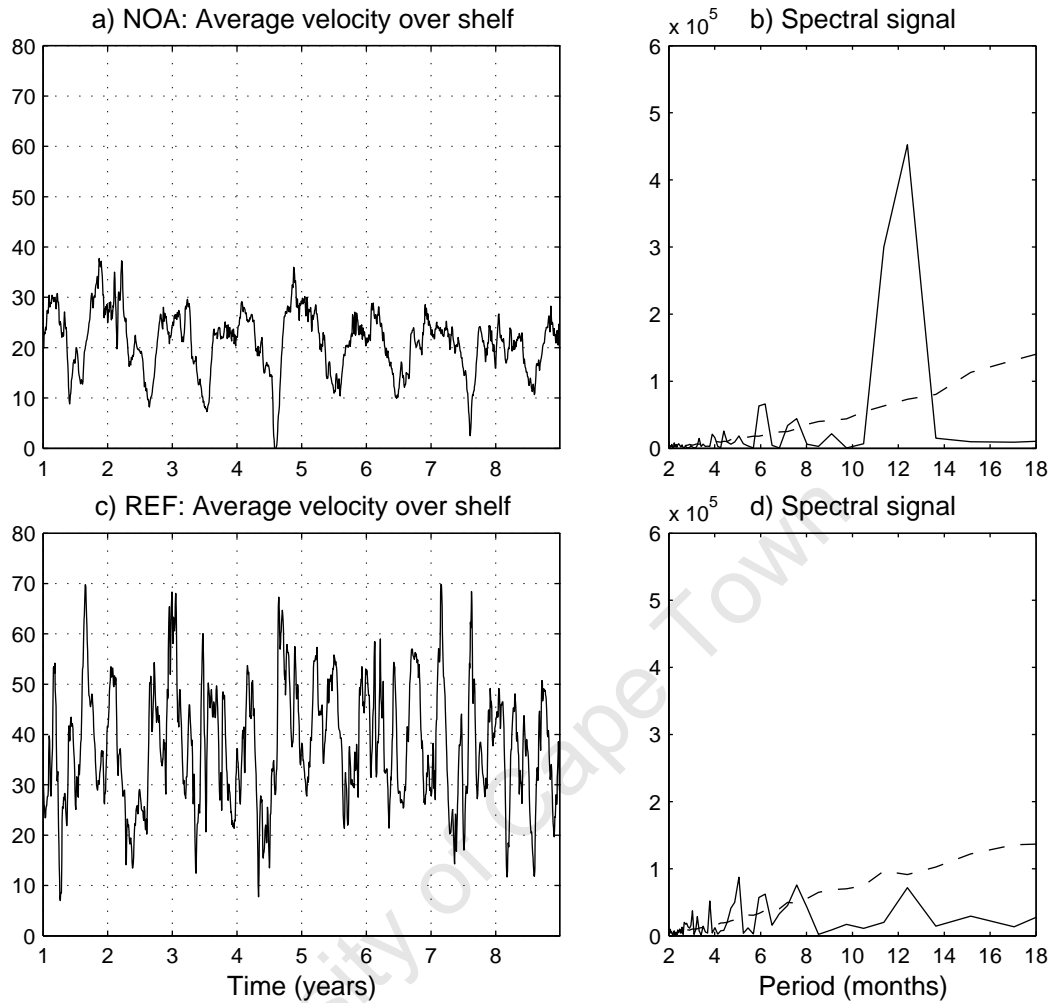 a) NOA: Average velocity over shelf
80
70
60
50
40
30
20
10
0
1 2 3 4 5 6 7 8
b) Spectral signal
x 10^5
6
5
4
3
2
1
0
2 4 6 8 10 12 14 16 18
c) REF: Average velocity over shelf
80
70
60
50
40
30
20
10
0
1 2 3 4 5 6 7 8
Time (years)
d) Spectral signal
x 10^5
6
5
4
3
2
1
0
2 4 6 8 10 12 14 16 18
Period (months)
sity of Cape Town